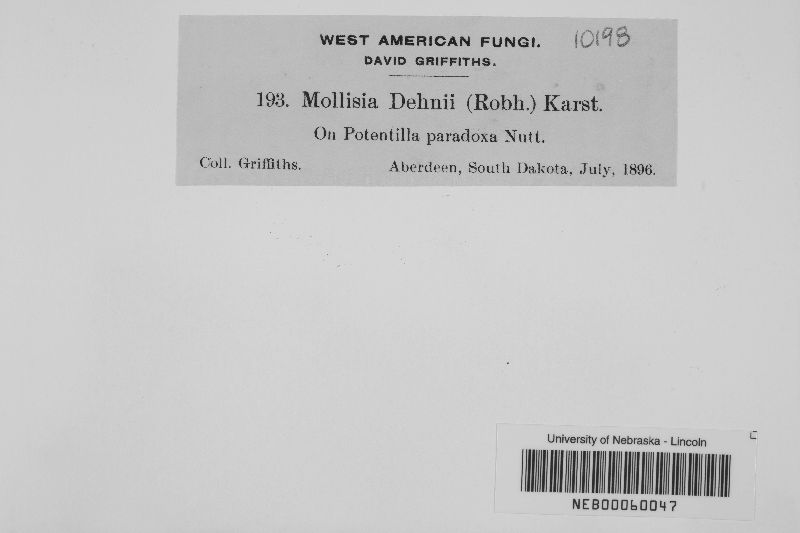 WEST AMERICAN FUNGI. 10198
DAVID GRIFFITHS.
193. Mollisia Dehnii (Robh.) Karst.
On Potentilla paradoxa Nutt.
Coll. Griffiths. Aberdeen, South Dakota, July, 1896.
University of Nebraska - Lincoln
NEB00060047